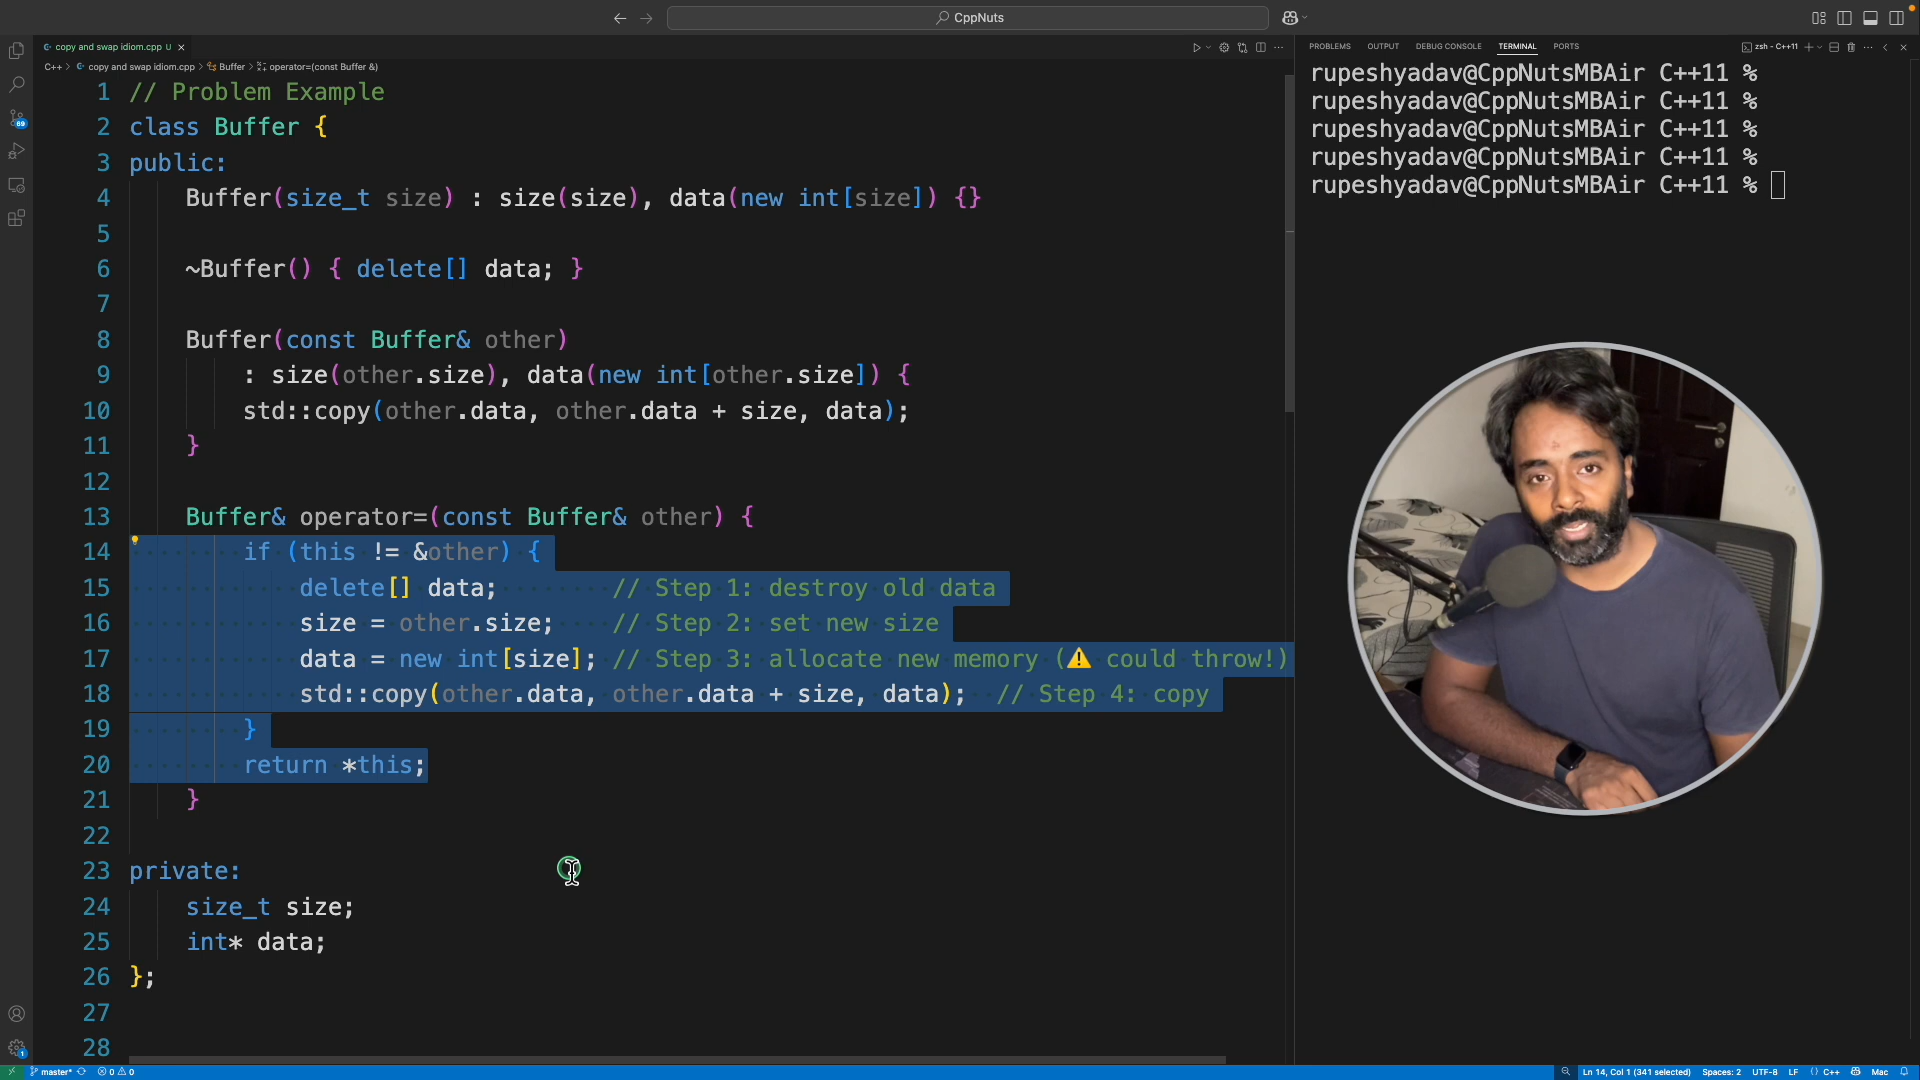 CppNuts
copy and swap idiom.cpp U
C++ > copy and swap idiom.cpp > Buffer > operator=(const Buffer &)
1 // Problem Example
2 class Buffer {
3 public:
4 Buffer(size_t size) : size(size), data(new int[size]) {}
5
6 ~Buffer() { delete[] data; }
7
8 Buffer(const Buffer& other)
9 : size(other.size), data(new int[other.size]) {
10 std::copy(other.data, other.data + size, data);
11 }
12
13 Buffer& operator=(const Buffer& other) {
14 if (this != &other) {
15 delete[] data; // Step 1: destroy old data
16 size = other.size; // Step 2: set new size
17 data = new int[size]; // Step 3: allocate new memory (⚠️ could throw!)
18 std::copy(other.data, other.data + size, data); // Step 4: copy
19 }
20 return *this;
21 }
22
23 private:
24 size_t size;
25 int* data;
26 };
27
28
PROBLEMS OUTPUT DEBUG CONSOLE TERMINAL PORTS
zsh - C++11
rupeshyadav@CppNutsMBAir C++11 %
rupeshyadav@CppNutsMBAir C++11 %
rupeshyadav@CppNutsMBAir C++11 %
rupeshyadav@CppNutsMBAir C++11 %
rupeshyadav@CppNutsMBAir C++11 %
69
1
master* 0 0
Ln 14, Col 1 (341 selected) Spaces: 2 UTF-8 LF {} C++ Mac